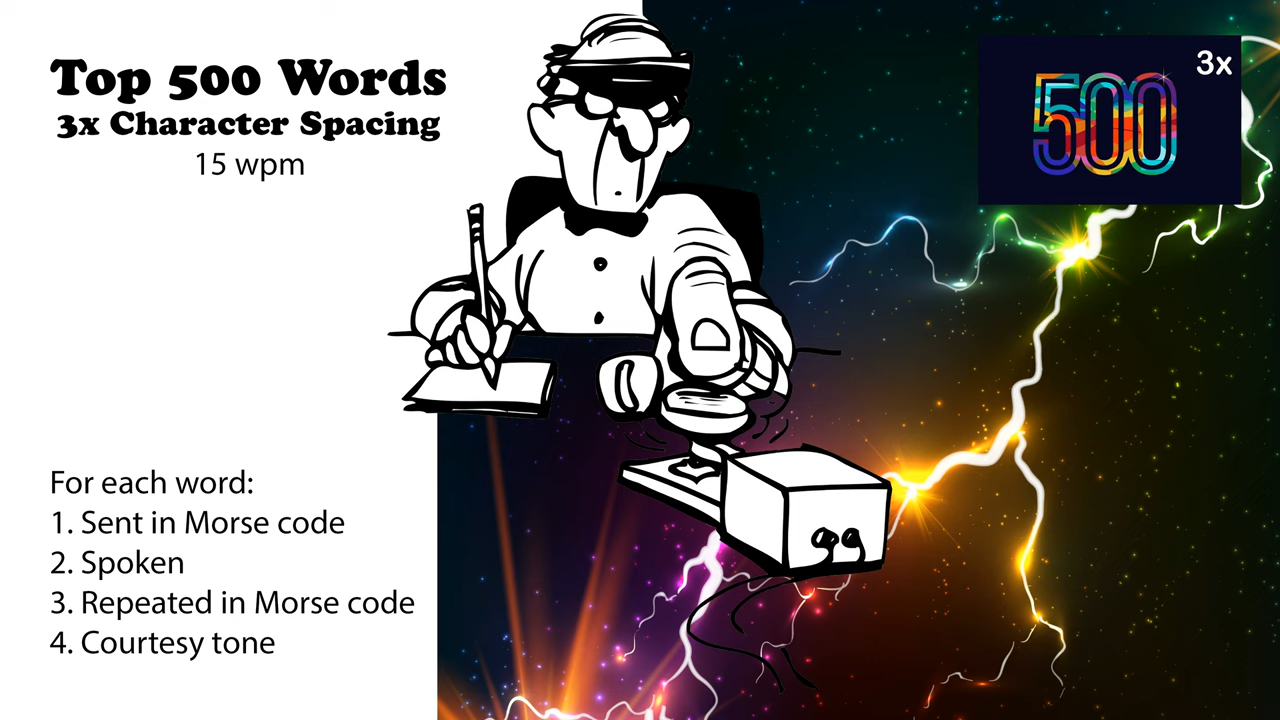 Top 500 Words
3x Character Spacing
15 wpm
3x
500
For each word:
1. Sent in Morse code
2. Spoken
3. Repeated in Morse code
4. Courtesy tone